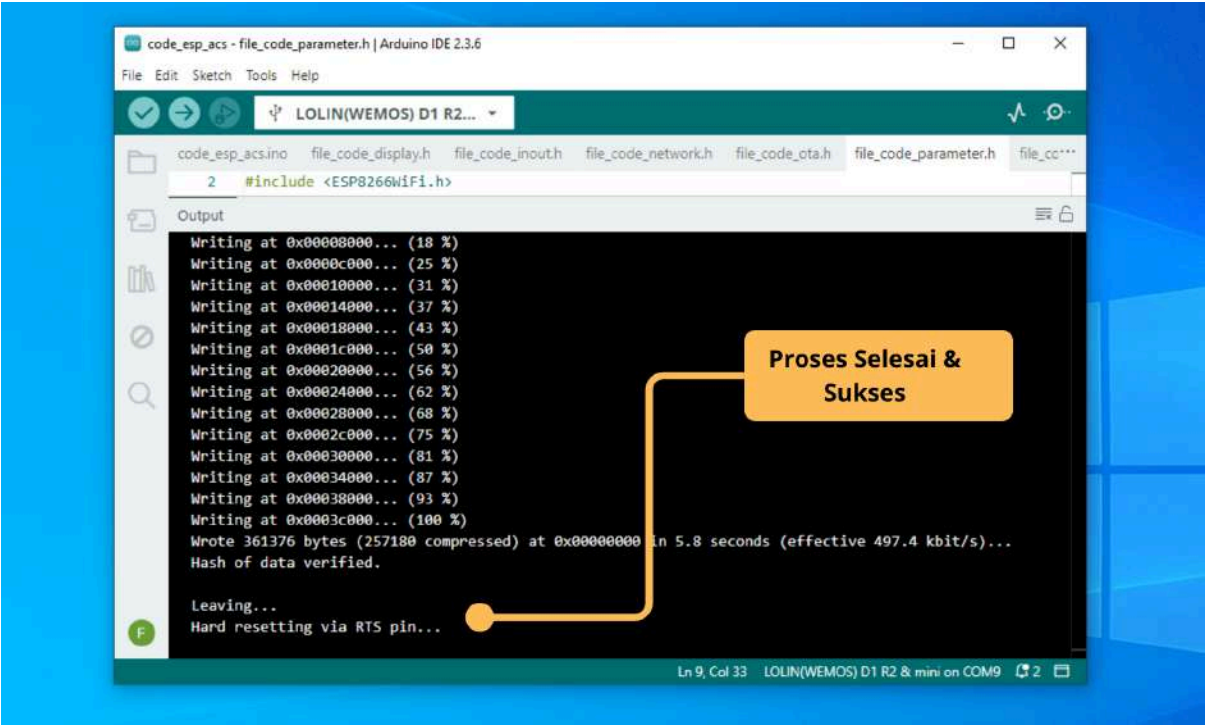 code_esp_acs - file_code_parameter.h | Arduino IDE 2.3.6
File Edit Sketch Tools Help
LOLIN(WEMOS) D1 R2...
code_esp_acs.ino file_code_display.h file_code_inout.h file_code_network.h file_code_ota.h file_code_parameter.h file_cc...
2 #include <ESP8266WiFi.h>
Output
Writing at 0x00008000... (18 %)
Writing at 0x0000c000... (25 %)
Writing at 0x00010000... (31 %)
Writing at 0x00014000... (37 %)
Writing at 0x00018000... (43 %)
Writing at 0x0001c000... (50 %)
Writing at 0x00020000... (56 %)
Writing at 0x00024000... (62 %)
Writing at 0x00028000... (68 %)
Writing at 0x0002c000... (75 %)
Writing at 0x00030000... (81 %)
Writing at 0x00034000... (87 %)
Writing at 0x00038000... (93 %)
Writing at 0x0003c000... (100 %)
Wrote 361376 bytes (257180 compressed) at 0x00000000 in 5.8 seconds (effective 497.4 kbit/s)...
Hash of data verified.
Leaving...
Hard resetting via RTS pin...
Proses Selesai &
Sukses
F
Ln 9, Col 33 LOLIN(WEMOS) D1 R2 & mini on COM9 2